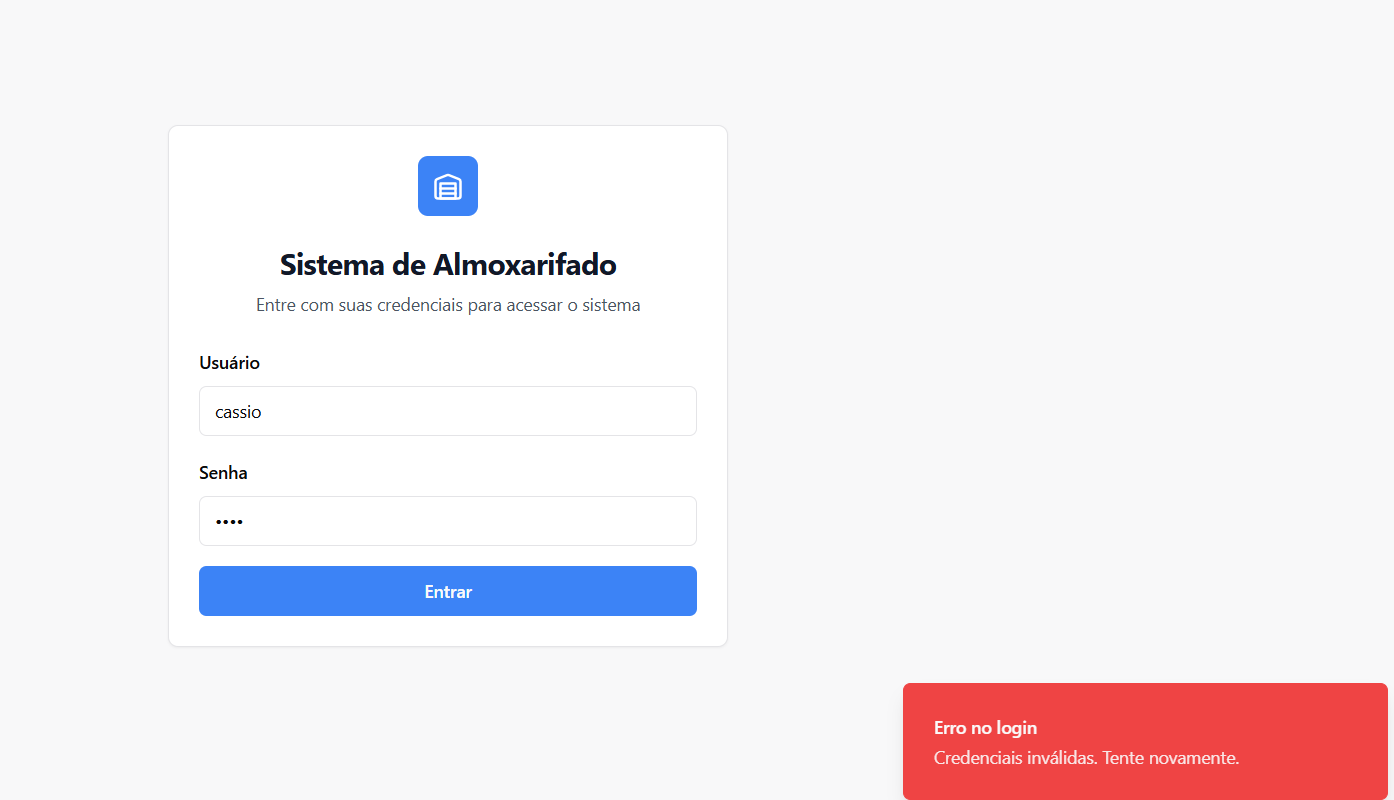 Sistema de Almoxarifado
Entre com suas credenciais para acessar o sistema
Usuário
cassio
Senha
••••
Entrar
Erro no login
Credenciais inválidas. Tente novamente.